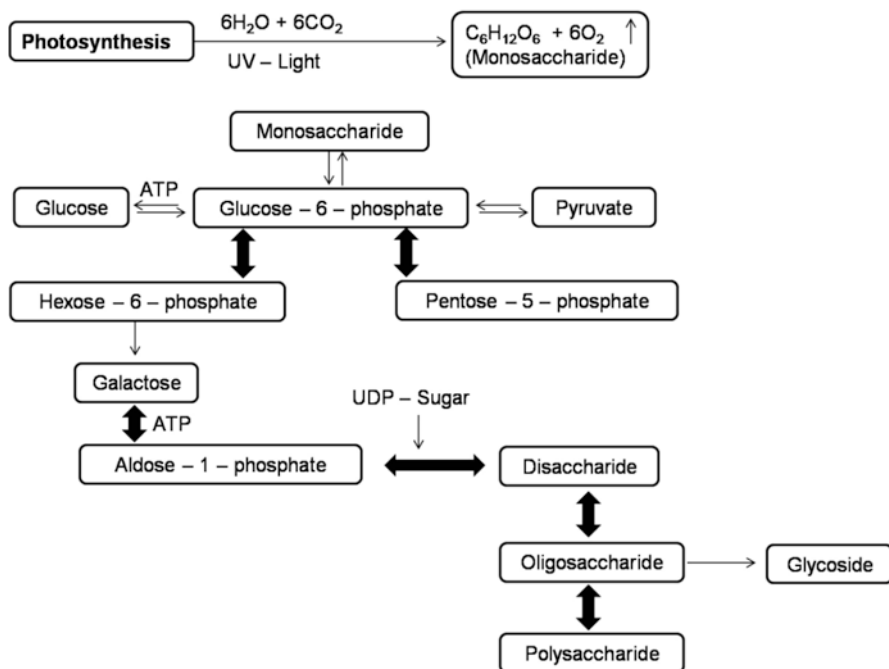 Photosynthesis
6H₂O + 6CO₂
UV – Light
C₆H₁₂O₆ + 6O₂ ↑
(Monosaccharide)
Monosaccharide
Glucose
ATP
Glucose – 6 – phosphate
Pyruvate
Hexose – 6 – phosphate
Pentose – 5 – phosphate
Galactose
ATP
UDP – Sugar
Aldose – 1 – phosphate
Disaccharide
Oligosaccharide
Glycoside
Polysaccharide